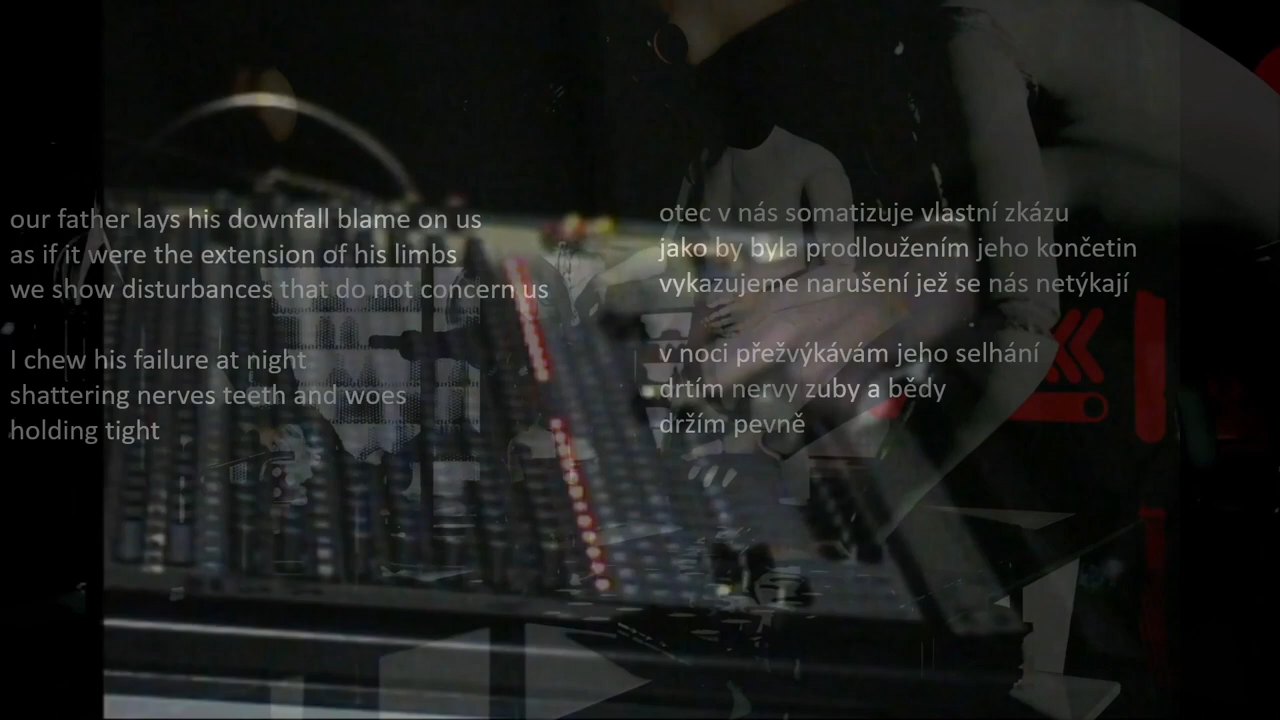 our father lays his downfall blame on us
as if it were the extension of his limbs
we show disturbances that do not concern us
I chew his failure at night
shattering nerves teeth and woes
holding tight
otec v nás somatizuje vlastní zkázu
jako by byla prodloužením jeho končetin
vykazujeme narušení jež se nás netýkají
v noci přežvýkávám jeho selhání
drtím nervy zuby a bědy
držím pevně